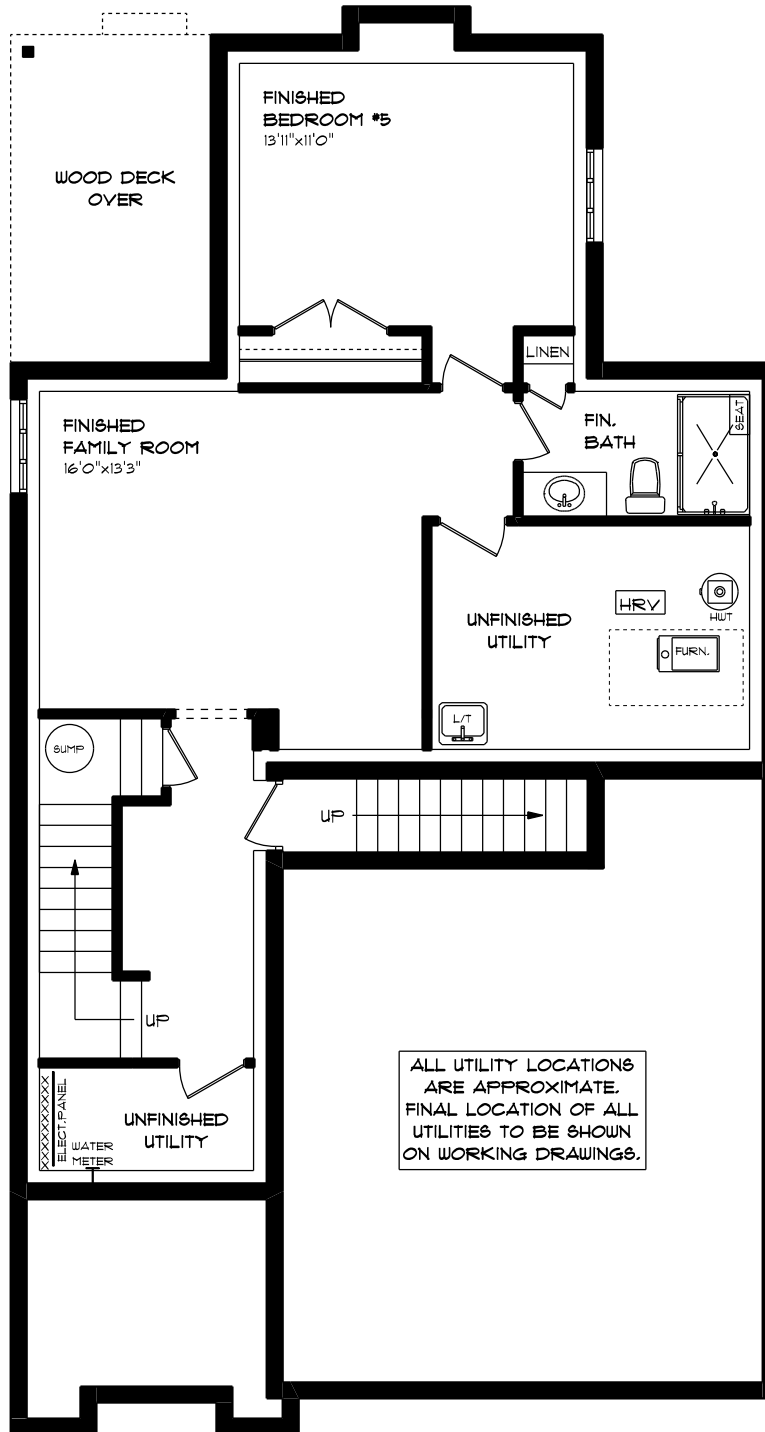 FINISHED
BEDROOM #5
13'11"x11'0"
WOOD DECK
OVER
LINEN
FINISHED
FAMILY ROOM
16'0"x13'3"
FIN.
BATH
SEAT
UNFINISHED
UTILITY
HRV
HWT
FURN.
L/T
SUMP
UP
UP
ALL UTILITY LOCATIONS
ARE APPROXIMATE.
FINAL LOCATION OF ALL
UTILITIES TO BE SHOWN
ON WORKING DRAWINGS.
ELECT.PANEL
WATER
METER
UNFINISHED
UTILITY